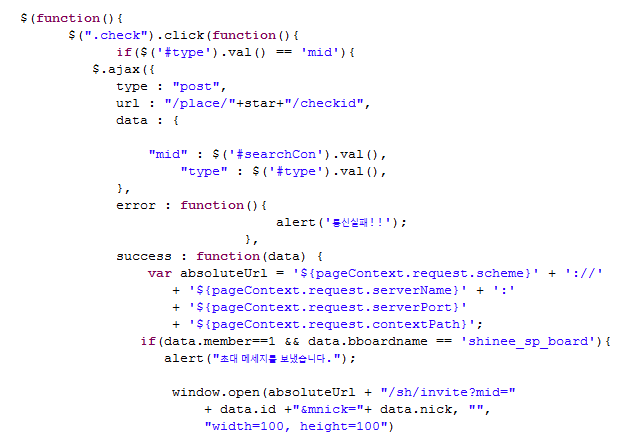 $(function(){
$(".check").click(function(){
if($('#type').val() == 'mid'){
$.ajax({
type : "post",
url : "/place/"+star+"/checkid",
data : {
"mid" : $('#searchCon').val(),
"type" : $('#type').val(),
},
error : function(){
alert('통신실패!!');
},
success : function(data) {
var absoluteUrl = '${pageContext.request.scheme}' + '://'
+ '${pageContext.request.serverName}' + ':'
+ '${pageContext.request.serverPort}'
+ '${pageContext.request.contextPath}';
if(data.member==1 && data.bboardname == 'shinee_sp_board'){
alert("초대 메세지를 보냈습니다.");
window.open(absoluteUrl + "/sh/invite?mid="
+ data.id +"&mnick="+ data.nick, "",
"width=100, height=100")